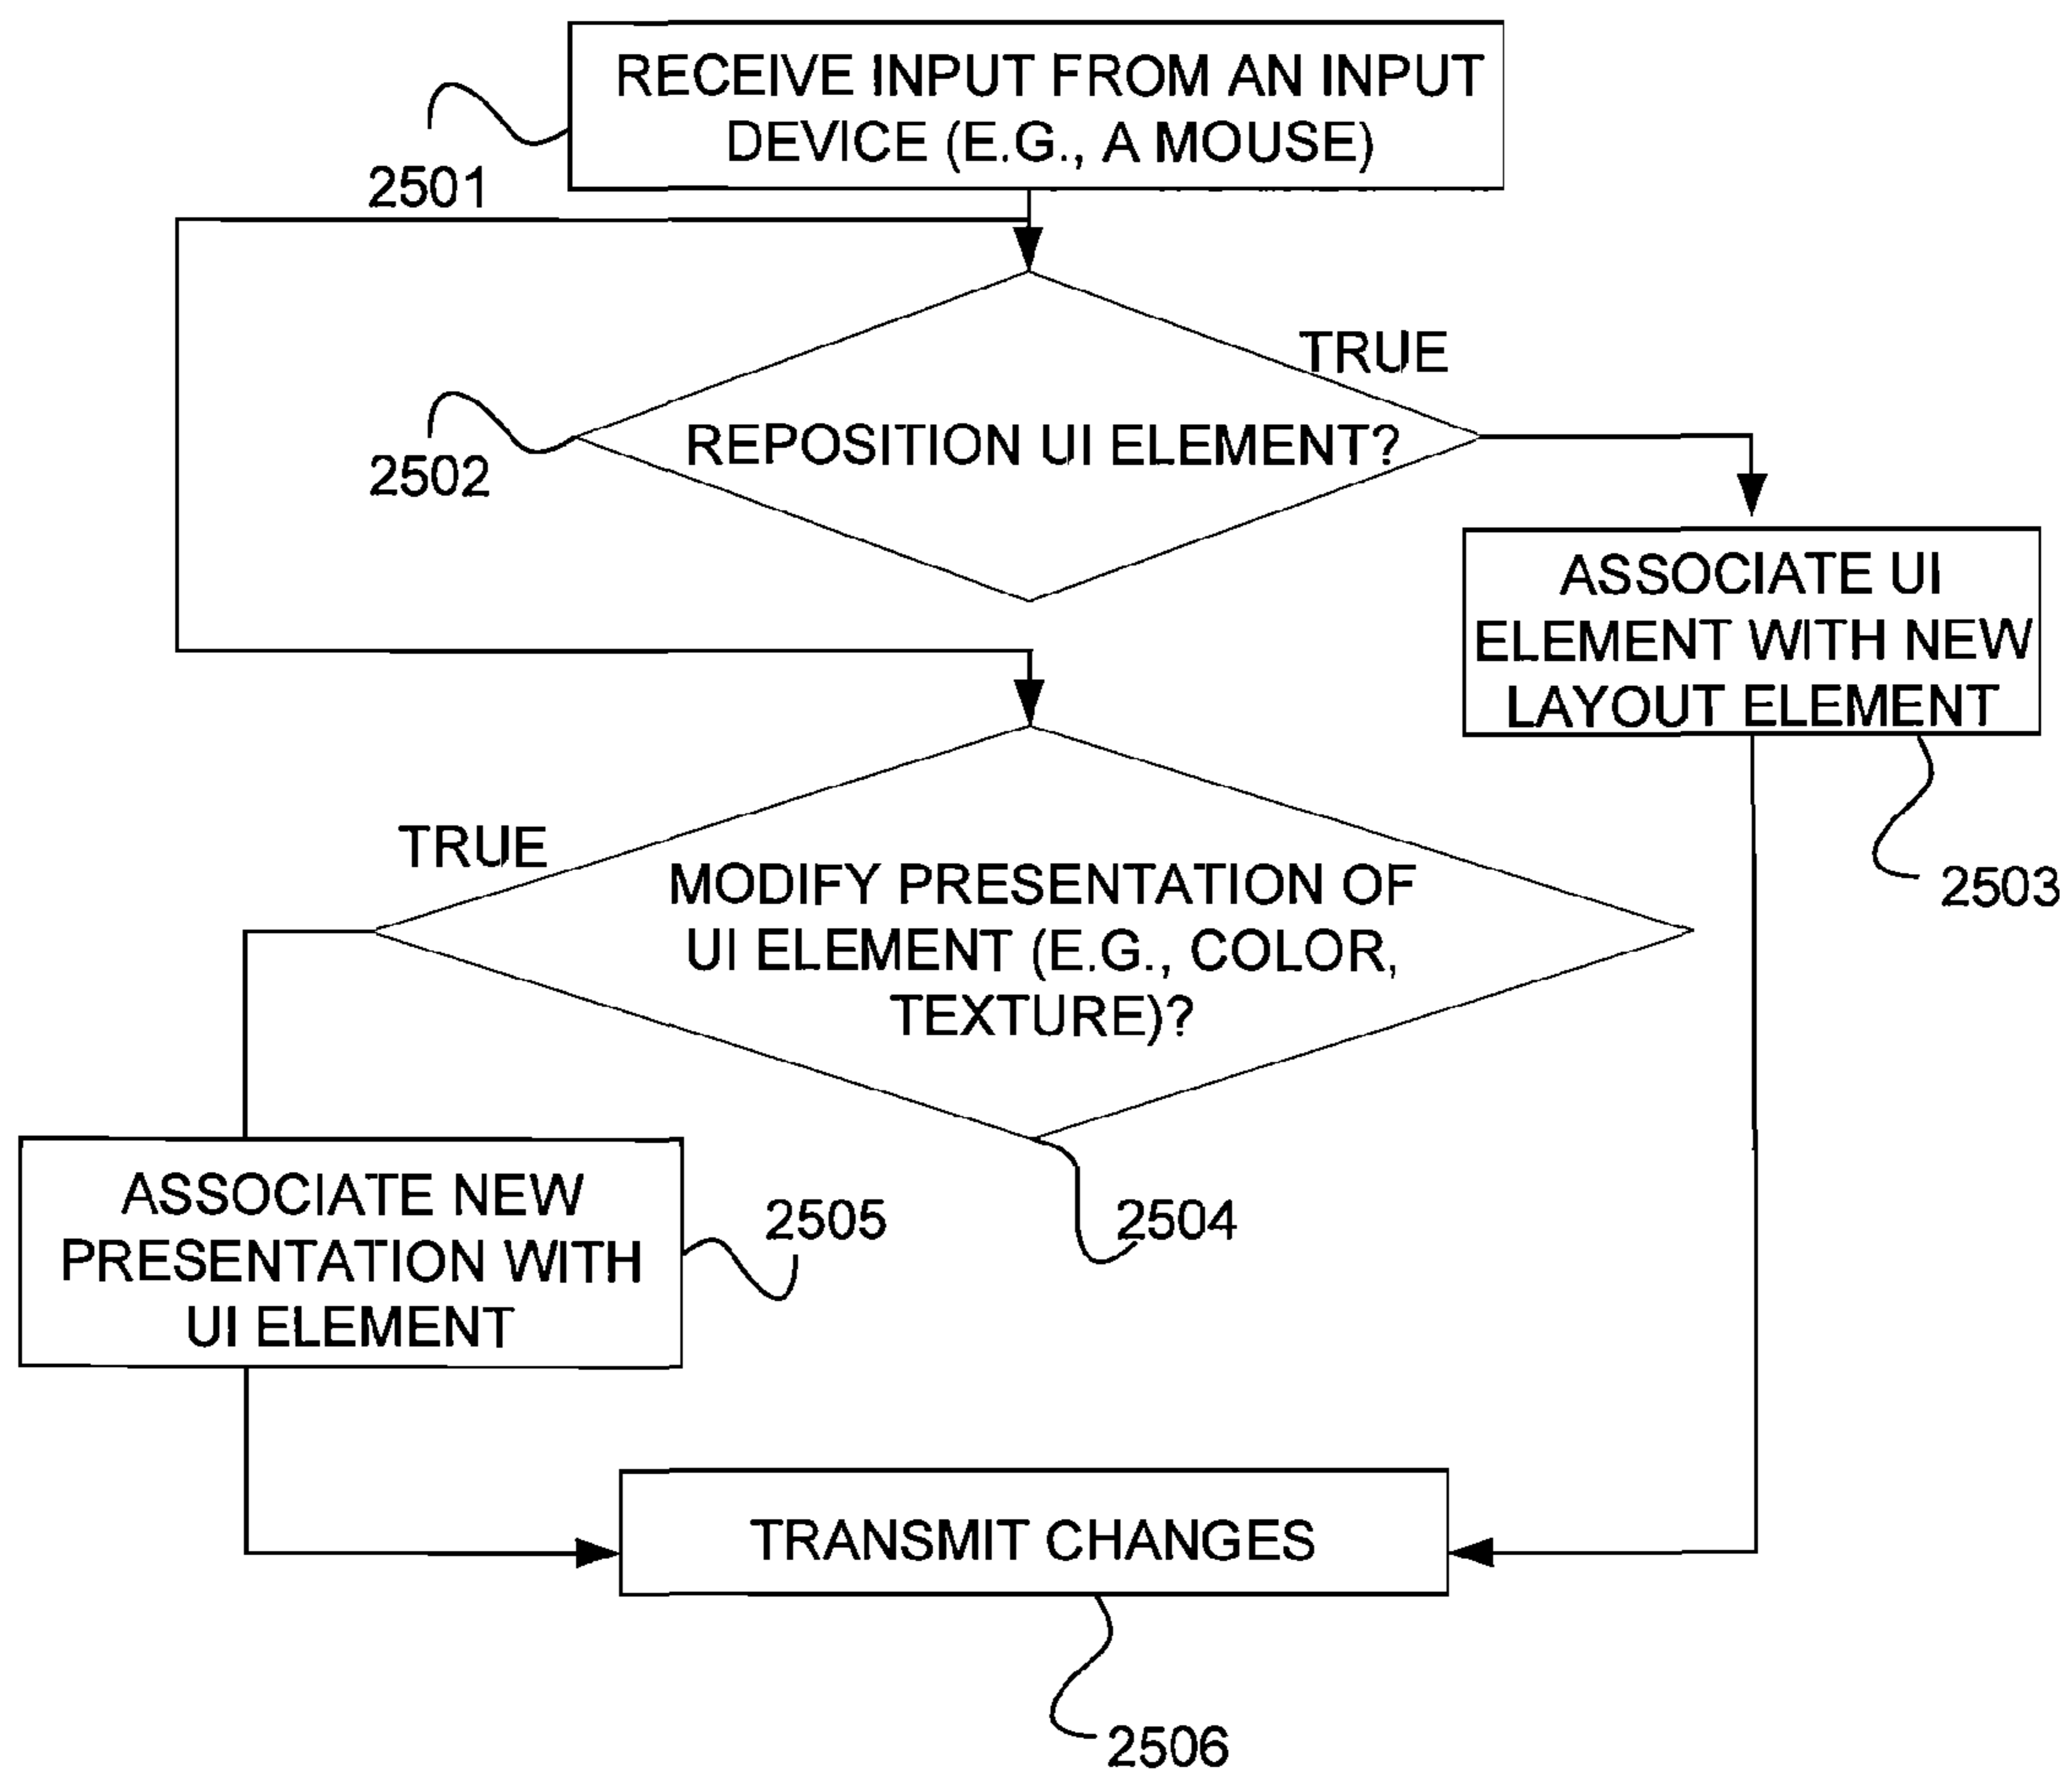 RECEIVE INPUT FROM AN INPUT
DEVICE (E.G., A MOUSE)
2501
TRUE
REPOSITION UI ELEMENT?
2502
ASSOCIATE UI
ELEMENT WITH NEW
LAYOUT ELEMENT
2503
TRUE
MODIFY PRESENTATION OF
UI ELEMENT (E.G., COLOR,
TEXTURE)?
2504
ASSOCIATE NEW
PRESENTATION WITH
UI ELEMENT
2505
TRANSMIT CHANGES
2506